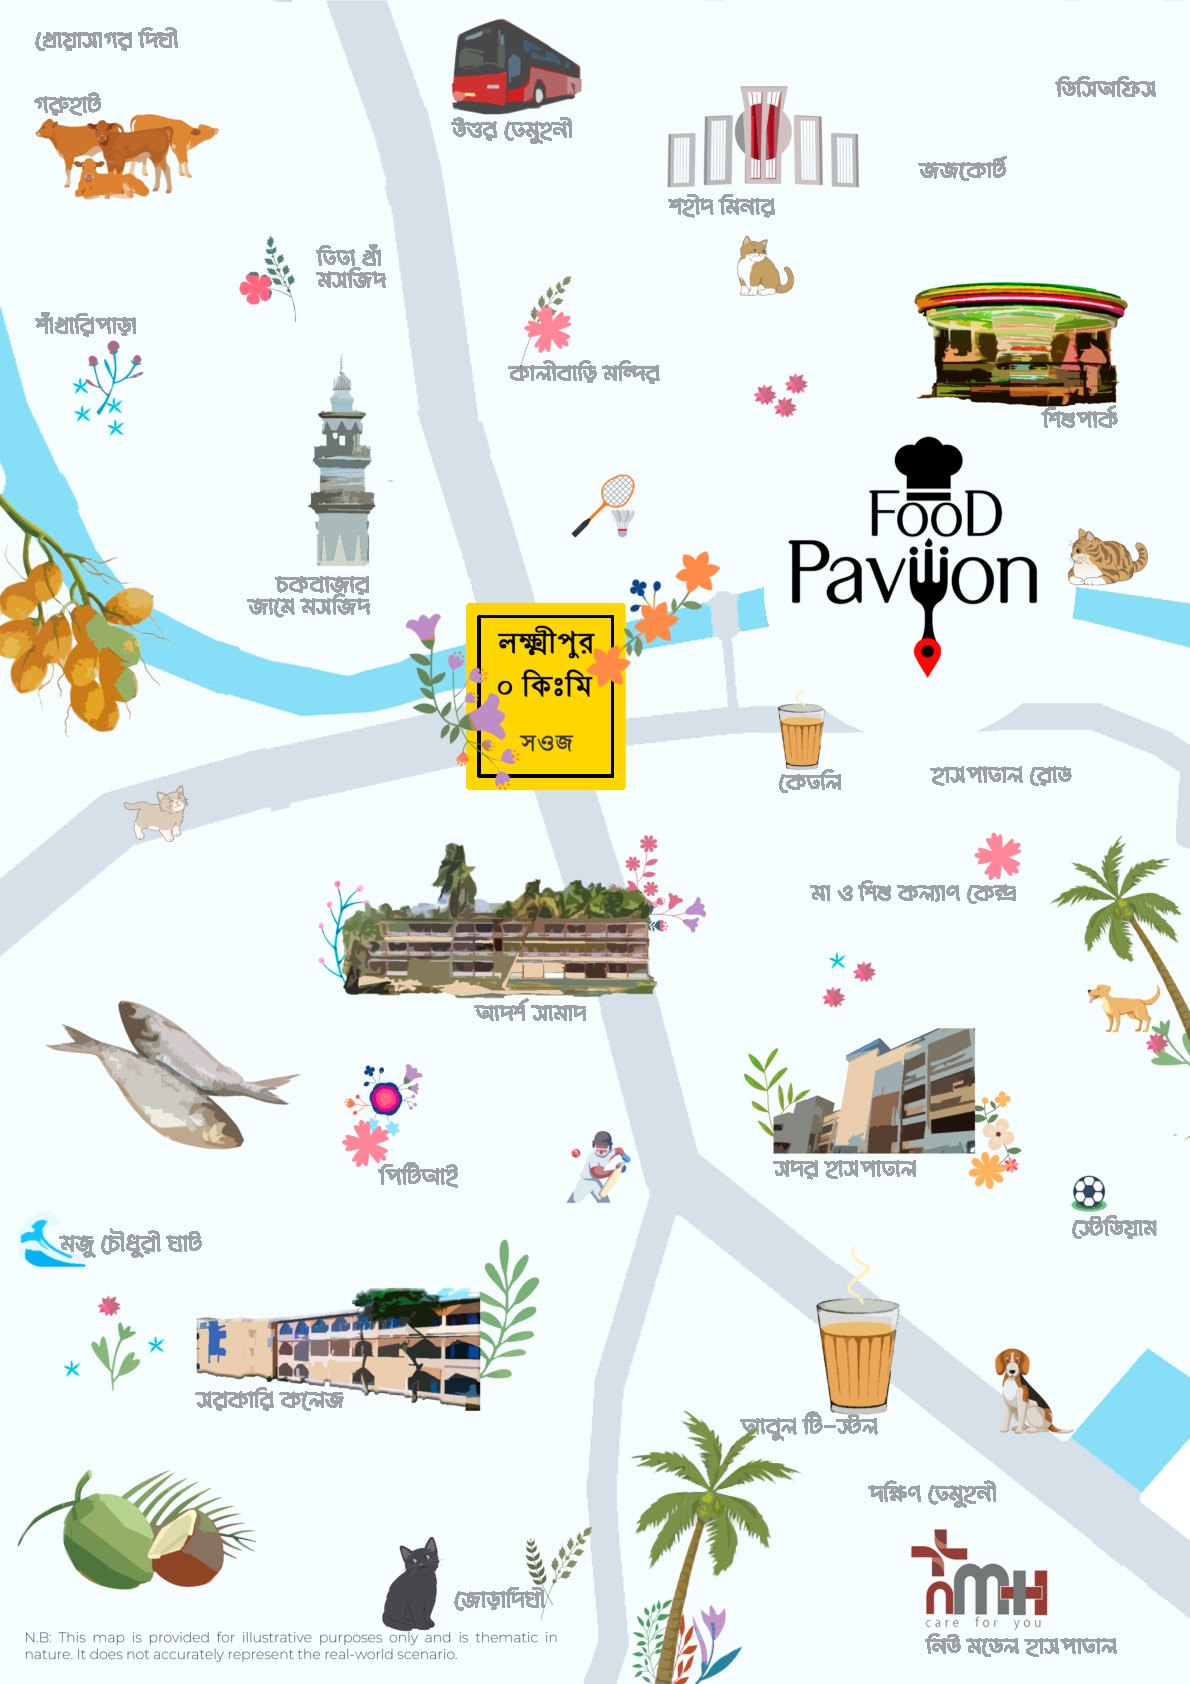 খোয়াসাগর দিঘী
গরুহাট
উত্তর তেমুহনী
ডিসিঅফিস
জজকোর্ট
শহীদ মিনার
তিতা খাঁ
মসজিদ
শাঁখারিপাড়া
কালীবাড়ি মন্দির
শিশুপার্ক
FooD
Pavilion
চকবাজার
জামে মসজিদ
লক্ষ্মীপুর
০ কিঃমি
সওজ
কেতলি
হাসপাতাল রোড
মা ও শিশু কল্যাণ কেন্দ্র
আদর্শ সামাদ
পিটিআই
সদর হাসপাতাল
স্টেডিয়াম
মজু চৌধুরী ঘাট
সরকারি কলেজ
আবুল টি-স্টল
দক্ষিণ তেমুহনী
জোড়াদিঘী
nMH
care for you
নিউ মডেল হাসপাতাল
N.B: This map is provided for illustrative purposes only and is thematic in
nature. It does not accurately represent the real-world scenario.